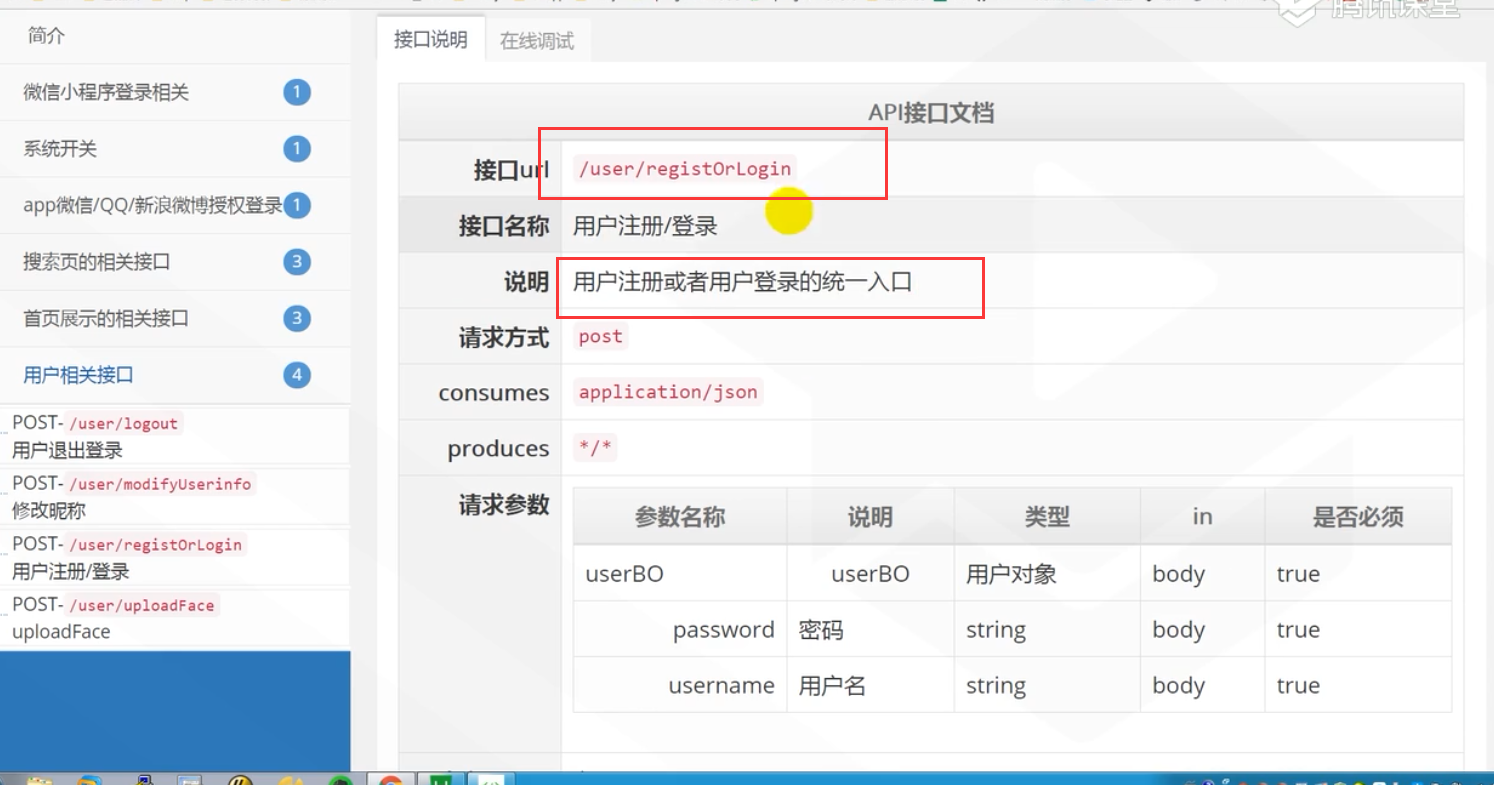 腾讯课堂
简介
微信小程序登录相关 1
系统开关 1
app微信/QQ/新浪微博授权登录 1
搜索页的相关接口 3
首页展示的相关接口 3
用户相关接口 4
POST- /user/logout
用户退出登录
POST- /user/modifyUserinfo
修改昵称
POST- /user/registOrLogin
用户注册/登录
POST- /user/uploadFace
uploadFace
接口说明 在线调试
API接口文档
接口url /user/registOrLogin
接口名称 用户注册/登录
说明 用户注册或者用户登录的统一入口
请求方式 post
consumes application/json
produces */*
请求参数 参数名称 说明 类型 in 是否必须
userBO userBO 用户对象 body true
password 密码 string body true
username 用户名 string body true